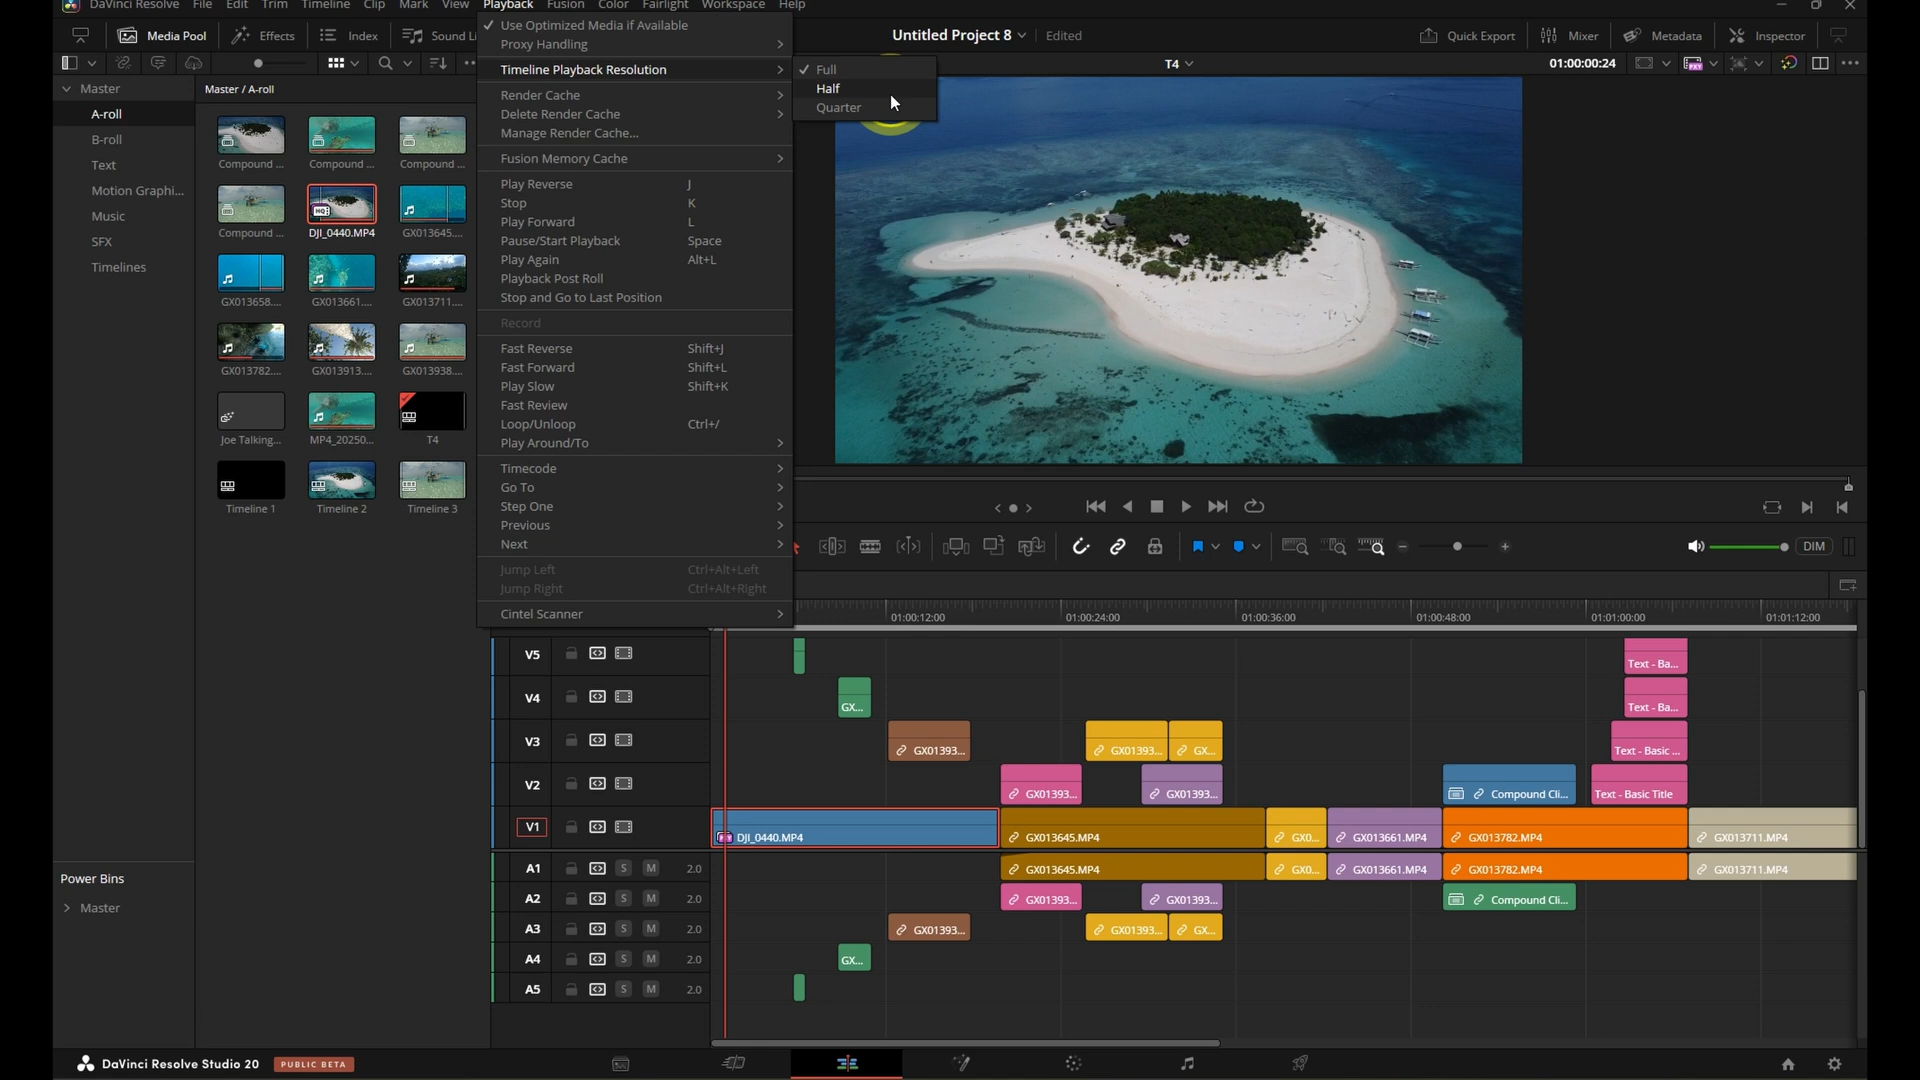 DaVinci Resolve File Edit Trim Timeline Clip Mark View Playback Fusion Color Fairlight Workspace Help
Media Pool Effects Index Sound Li
Untitled Project 8 Edited
Quick Export Mixer Metadata Inspector
T4
01:00:00:24
Master
A-roll
B-roll
Text
Motion Graphi...
Music
SFX
Timelines
Power Bins
Master
Master / A-roll
Compound ... Compound ... Compound ...
HQ
Compound ... DJI_0440.MP4 GX013645....
GX013658.... GX013661.... GX013711....
GX013782.... GX013913.... GX013938....
Joe Talking... MP4_20250... T4
Timeline 1 Timeline 2 Timeline 3
Use Optimized Media if Available
Proxy Handling
Timeline Playback Resolution
Render Cache
Delete Render Cache
Manage Render Cache...
Fusion Memory Cache
Play Reverse J
Stop K
Play Forward L
Pause/Start Playback Space
Play Again Alt+L
Playback Post Roll
Stop and Go to Last Position
Record
Fast Reverse Shift+J
Fast Forward Shift+L
Play Slow Shift+K
Fast Review
Loop/Unloop Ctrl+/
Play Around/To
Timecode
Go To
Step One
Previous
Next
Jump Left Ctrl+Alt+Left
Jump Right Ctrl+Alt+Right
Cintel Scanner
Full
Half
Quarter
DIM
01:00:12:00 01:00:24:00 01:00:36:00 01:00:48:00 01:01:00:00 01:01:12:00
V5 Text - Ba...
V4 GX... Text - Ba...
V3 GX01393... GX01393... GX... Text - Basic ...
V2 GX01393... GX01393... Compound Cli... Text - Basic Title
V1 DJI_0440.MP4 GX013645.MP4 GX0... GX013661.MP4 GX013782.MP4 GX013711.MP4
A1 S M 2.0 GX013645.MP4 GX0... GX013661.MP4 GX013782.MP4 GX013711.MP4
A2 S M 2.0 GX01393... GX01393... Compound Cli...
A3 S M 2.0 GX01393... GX01393... GX...
A4 S M 2.0 GX...
A5 S M 2.0
DaVinci Resolve Studio 20 PUBLIC BETA